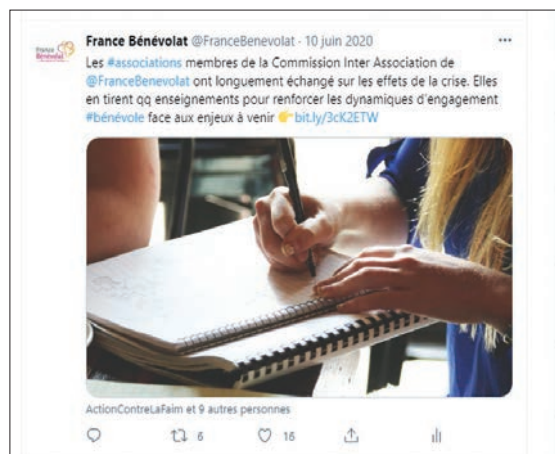 France Bénévolat @FranceBenevolat · 10 juin 2020 ...
France
Bénévolat
Les #associations membres de la Commission Inter Association de
@FranceBenevolat ont longuement échangé sur les effets de la crise. Elles
en tirent qq enseignements pour renforcer les dynamiques d'engagement
#bénévole face aux enjeux à venir 👉 bit.ly/3cK2ETW
ActionContreLaFaim et 9 autres personnes
6 16